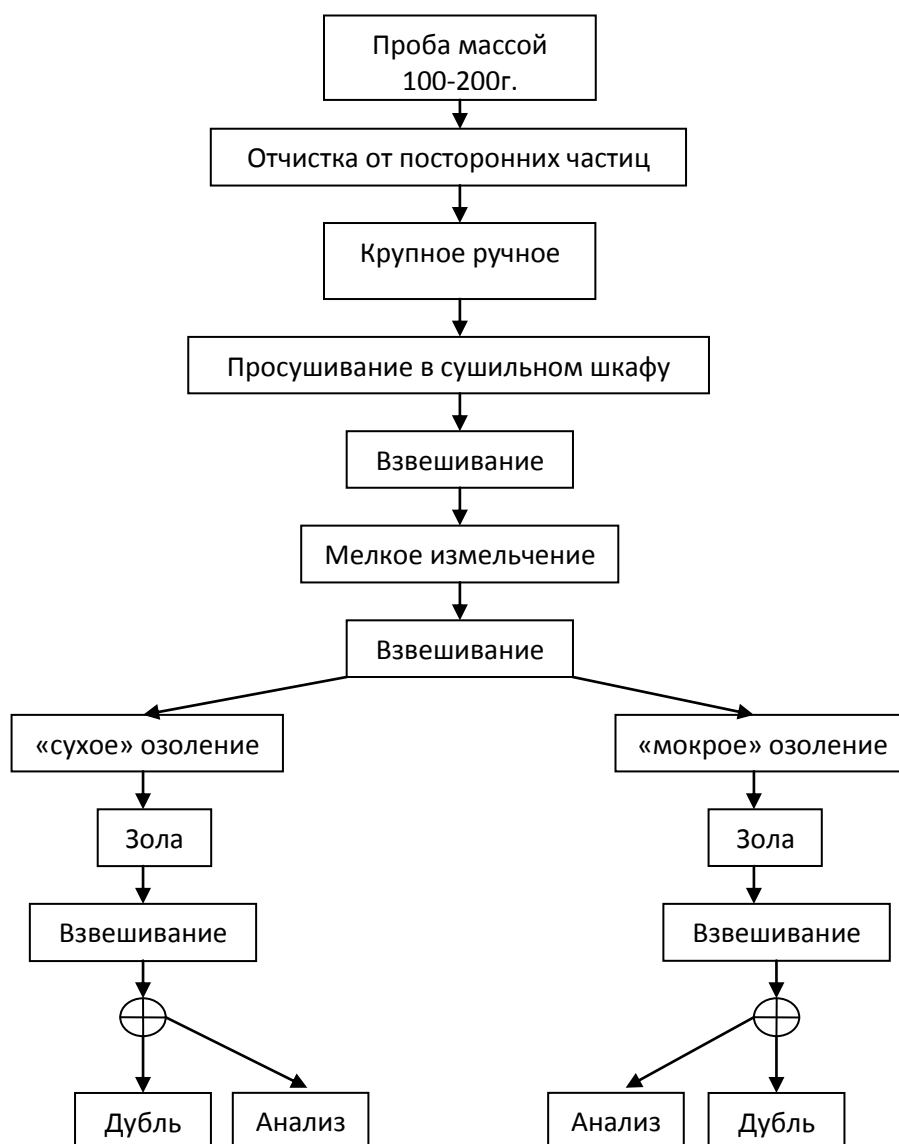 Проба массой
100-200г.
Отчистка от посторонних частиц
Крупное ручное
Просушивание в сушильном шкафу
Взвешивание
Мелкое измельчение
Взвешивание
«сухое» озоление
«мокрое» озоление
Зола
Зола
Взвешивание
Взвешивание
Дубль
Анализ
Анализ
Дубль